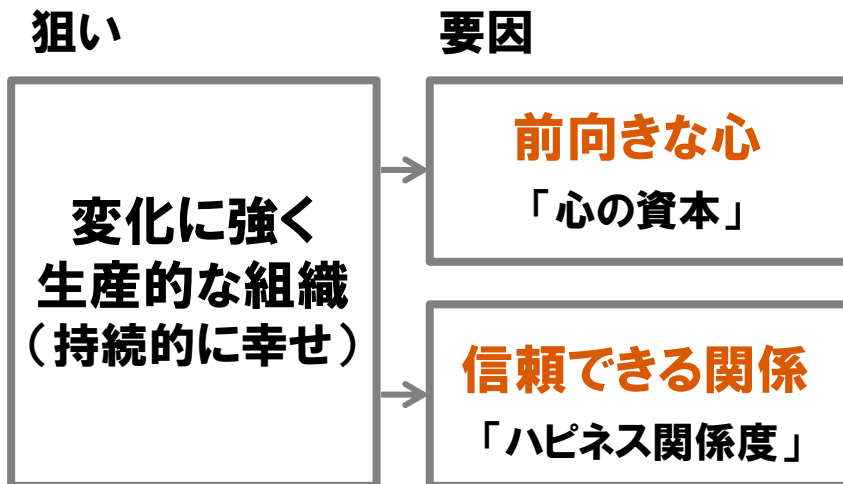 狙い
要因
変化に強く
生産的な組織
（持続的に幸せ）
前向きな心
「心の資本」
信頼できる関係
「ハピネス関係度」